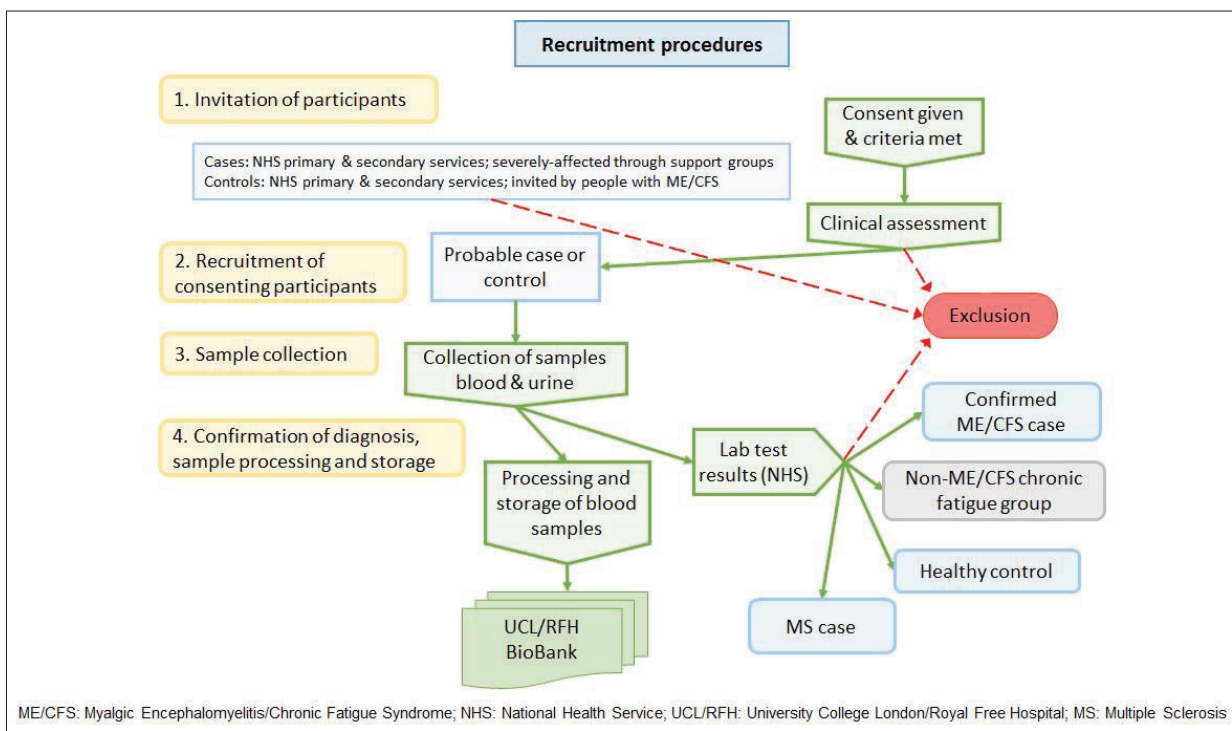 Recruitment procedures
1. Invitation of participants
Consent given
& criteria met
Cases: NHS primary & secondary services; severely-affected through support groups
Controls: NHS primary & secondary services; invited by people with ME/CFS
Clinical assessment
2. Recruitment of
consenting participants
Probable case or
control
Exclusion
3. Sample collection
Collection of samples
blood & urine
4. Confirmation of diagnosis,
sample processing and storage
Lab test
results (NHS)
Confirmed
ME/CFS case
Non-ME/CFS chronic
fatigue group
Processing and
storage of blood
samples
Healthy control
MS case
UCL/RFH
BioBank
ME/CFS: Myalgic Encephalomyelitis/Chronic Fatigue Syndrome; NHS: National Health Service; UCL/RFH: University College London/Royal Free Hospital; MS: Multiple Sclerosis